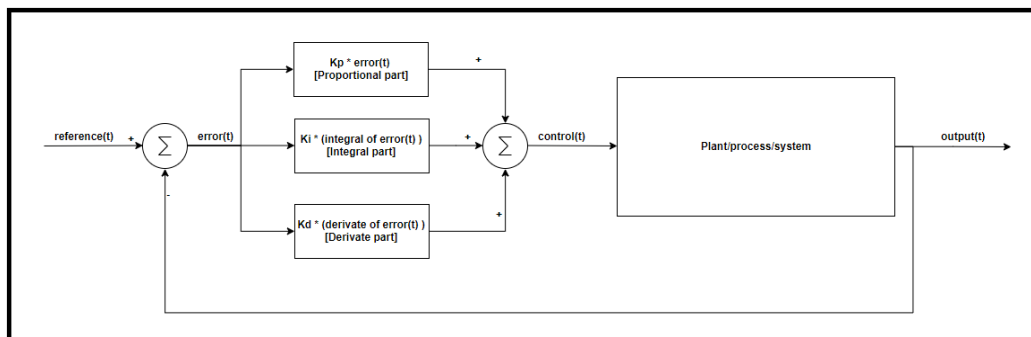 Kp * error(t)
[Proportional part]
+
reference(t)
+
Σ
error(t)
Ki * (integral of error(t) )
[Integral part]
+
Σ
control(t)
Plant/process/system
output(t)
-
Kd * (derivate of error(t) )
[Derivate part]
+